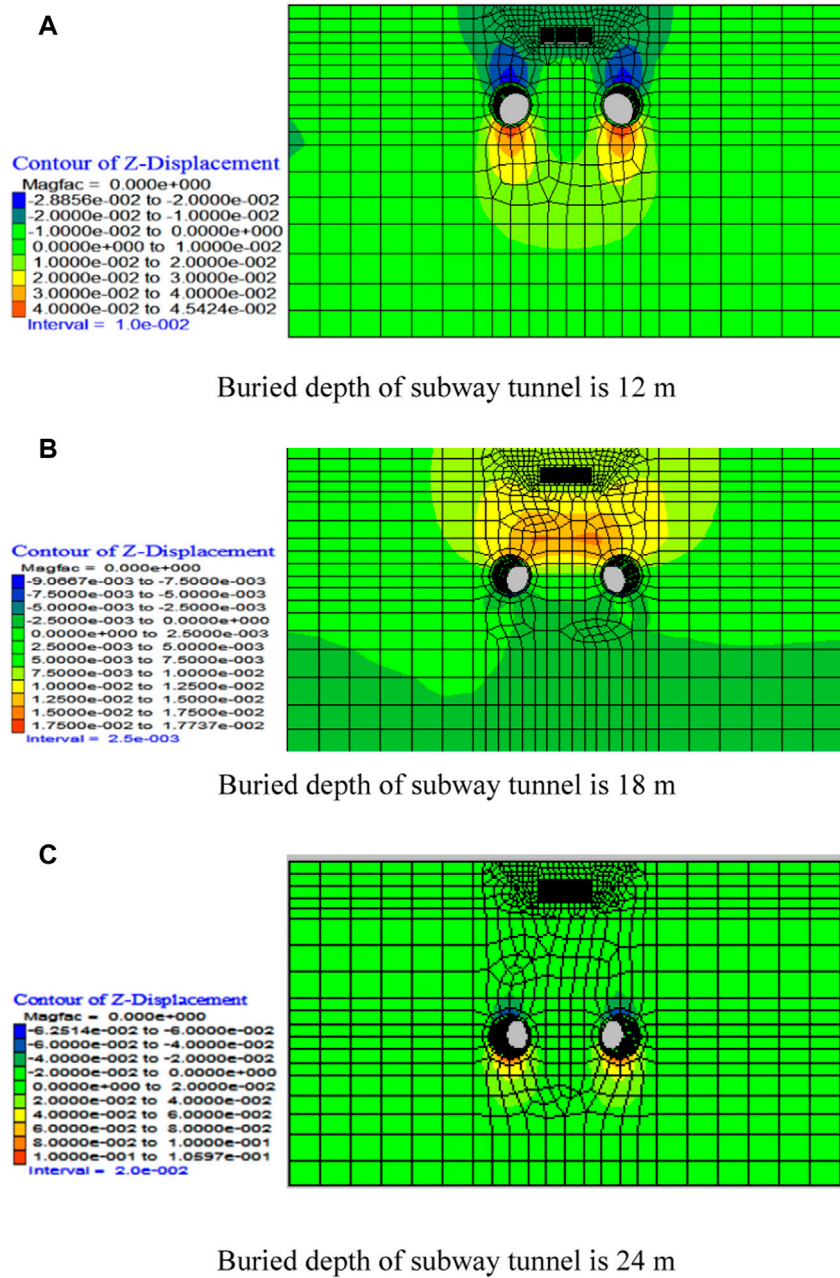 A
Contour of Z-Displacement
Magfac = 0.000e+000
-2.8856e-002 to -2.0000e-002
-2.0000e-002 to -1.0000e-002
-1.0000e-002 to 0.0000e+000
0.0000e+000 to 1.0000e-002
1.0000e-002 to 2.0000e-002
2.0000e-002 to 3.0000e-002
3.0000e-002 to 4.0000e-002
4.0000e-002 to 4.5424e-002
Interval = 1.0e-002
Buried depth of subway tunnel is 12 m
B
Contour of Z-Displacement
Magfac = 0.000e+000
-9.0667e-003 to -7.5000e-003
-7.5000e-003 to -5.0000e-003
-5.0000e-003 to -2.5000e-003
-2.5000e-003 to 0.0000e+000
0.0000e+000 to 2.5000e-003
2.5000e-003 to 5.0000e-003
5.0000e-003 to 7.5000e-003
7.5000e-003 to 1.0000e-002
1.0000e-002 to 1.2500e-002
1.2500e-002 to 1.5000e-002
1.5000e-002 to 1.7500e-002
1.7500e-002 to 1.7737e-002
Interval = 2.5e-003
Buried depth of subway tunnel is 18 m
C
Contour of Z-Displacement
Magfac = 0.000e+000
-6.2514e-002 to -6.0000e-002
-6.0000e-002 to -4.0000e-002
-4.0000e-002 to -2.0000e-002
-2.0000e-002 to 0.0000e+000
0.0000e+000 to 2.0000e-002
2.0000e-002 to 4.0000e-002
4.0000e-002 to 6.0000e-002
6.0000e-002 to 8.0000e-002
8.0000e-002 to 1.0000e-001
1.0000e-001 to 1.0597e-001
Interval = 2.0e-002
Buried depth of subway tunnel is 24 m